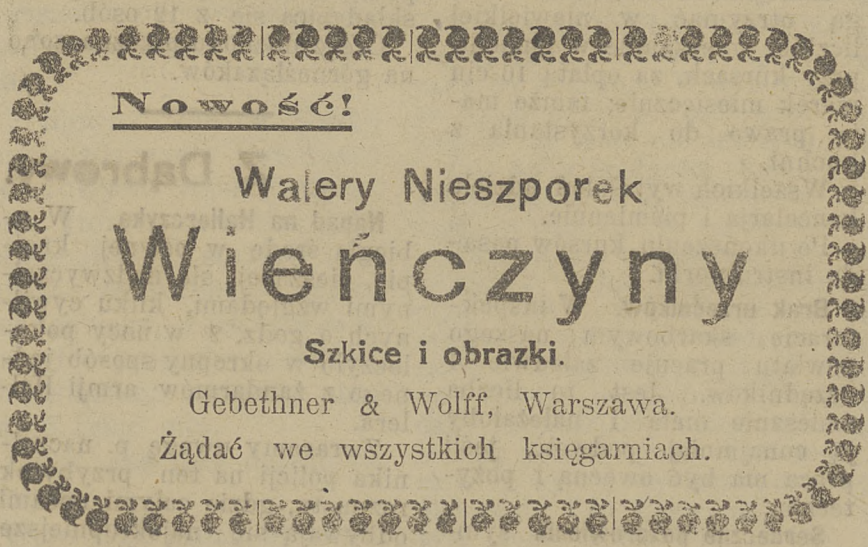 Nowość!
Walery Nieszporek
Wieńczyny
Szkice i obrazki.
Gebethner & Wolff, Warszawa.
Żądać we wszystkich księgarniach.